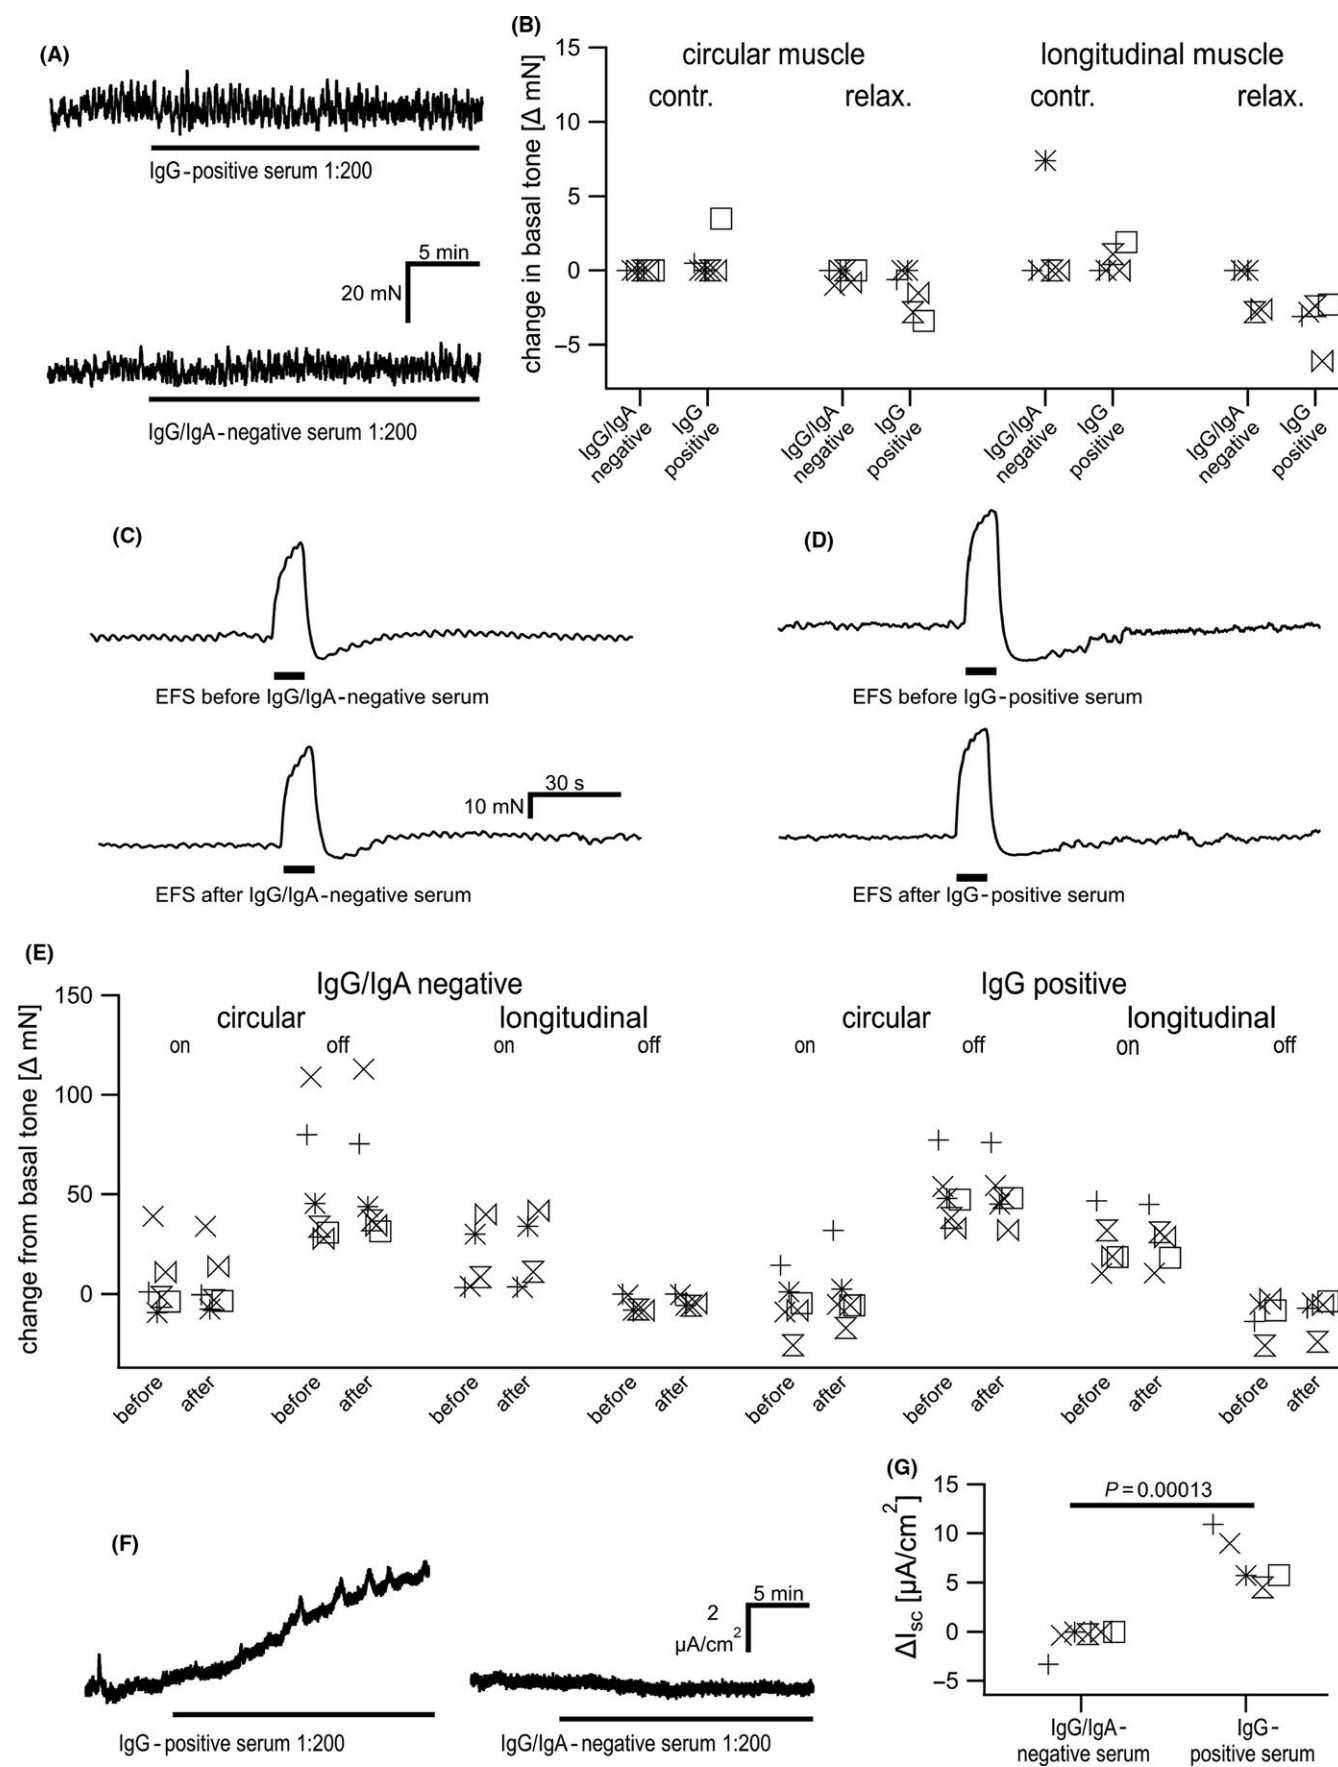 (A)
IgG-positive serum 1:200
5 min
20 mN
IgG/IgA-negative serum 1:200
(B)
change in basal tone [Δ mN]
15
10
5
0
−5
circular muscle
longitudinal muscle
contr.
relax.
contr.
relax.
IgG/IgA negative
IgG positive
IgG/IgA negative
IgG positive
IgG/IgA negative
IgG positive
IgG/IgA negative
IgG positive
(C)
EFS before IgG/IgA-negative serum
30 s
10 mN
EFS after IgG/IgA-negative serum
(D)
EFS before IgG-positive serum
EFS after IgG-positive serum
(E)
change from basal tone [Δ mN]
150
100
50
0
IgG/IgA negative
IgG positive
circular
longitudinal
circular
longitudinal
on
off
on
off
on
off
on
off
before
after
before
after
before
after
before
after
before
after
before
after
before
after
before
after
(F)
IgG-positive serum 1:200
5 min
2
µA/cm²
IgG/IgA-negative serum 1:200
(G)
ΔIsc [µA/cm²]
15
10
5
0
−5
P=0.00013
IgG/IgA-
negative serum
IgG-
positive serum